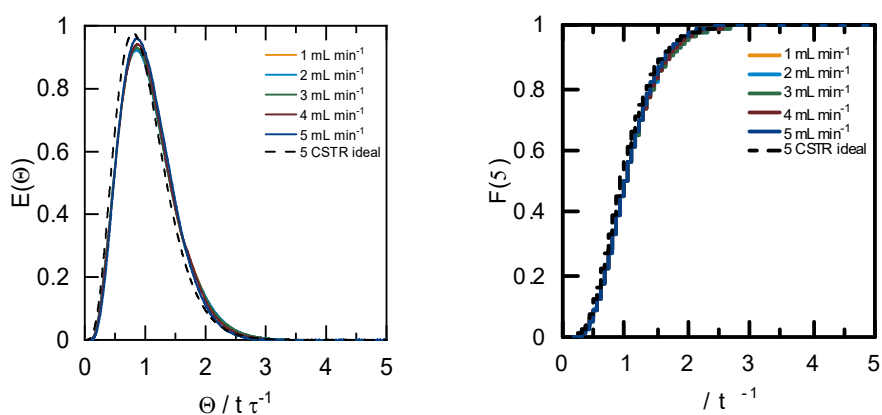 1
0.8
0.6
0.4
0.2
0
E(Θ)
1 mL min⁻¹
2 mL min⁻¹
3 mL min⁻¹
4 mL min⁻¹
5 mL min⁻¹
5 CSTR ideal
0 1 2 3 4 5
Θ / t τ⁻¹
1
0.8
0.6
0.4
0.2
0
F(5)
1 mL min⁻¹
2 mL min⁻¹
3 mL min⁻¹
4 mL min⁻¹
5 mL min⁻¹
5 CSTR ideal
0 1 2 3 4 5
/ t ⁻¹